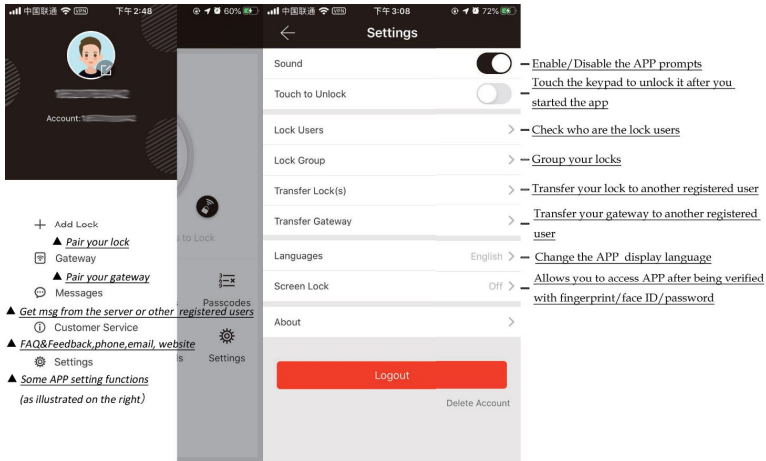 中国联通 VPN 下午2:48 60%
Account:
Add Lock
▲ Pair your lock
Gateway
▲ Pair your gateway
Messages
▲ Get msg from the server or other registered users
Customer Service
▲ FAQ&Feedback,phone,email, website
Settings
▲ Some APP setting functions
(as illustrated on the right)
to Lock
Passcodes
ls Settings
中国联通 VPN 下午3:08 72%
Settings
Sound
Enable/Disable the APP prompts
Touch to Unlock
Touch the keypad to unlock it after you
started the app
Lock Users
Check who are the lock users
Lock Group
Group your locks
Transfer Lock(s)
Transfer your lock to another registered user
Transfer Gateway
Transfer your gateway to another registered
user
Languages English
Change the APP display language
Screen Lock Off
Allows you to access APP after being verified
with fingerprint/face ID/password
About
Logout
Delete Account